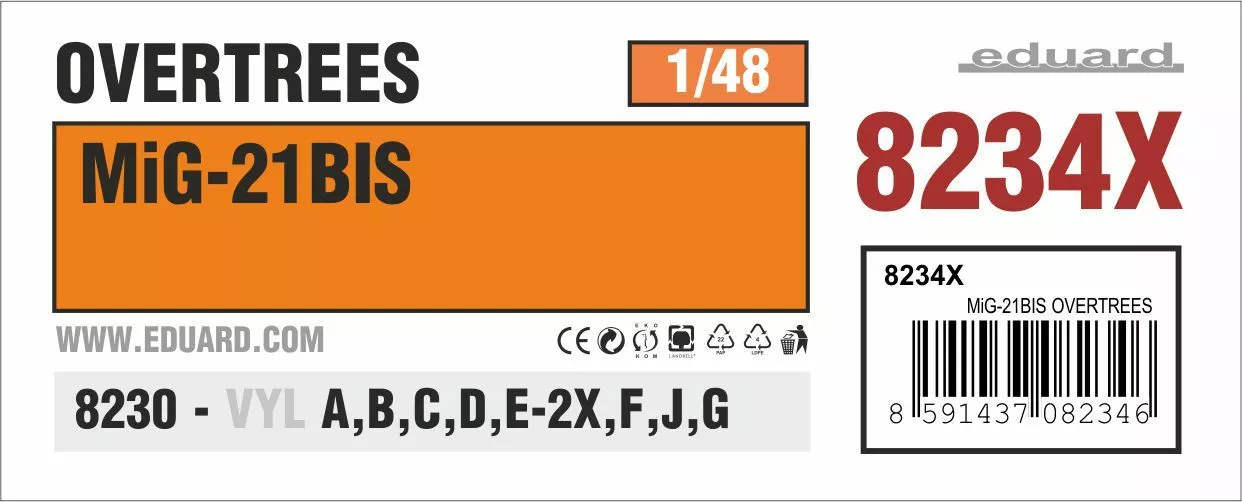 OVERTREES
1/48
eduard
MiG-21BIS
8234X
8234X
MiG-21BIS OVERTREES
8 591437 082346
WWW.EDUARD.COM
CE
EKO
KOM
LANDBELL®
22
PAP
4
LDPE
8230 - VYL A,B,C,D,E-2X,F,J,G